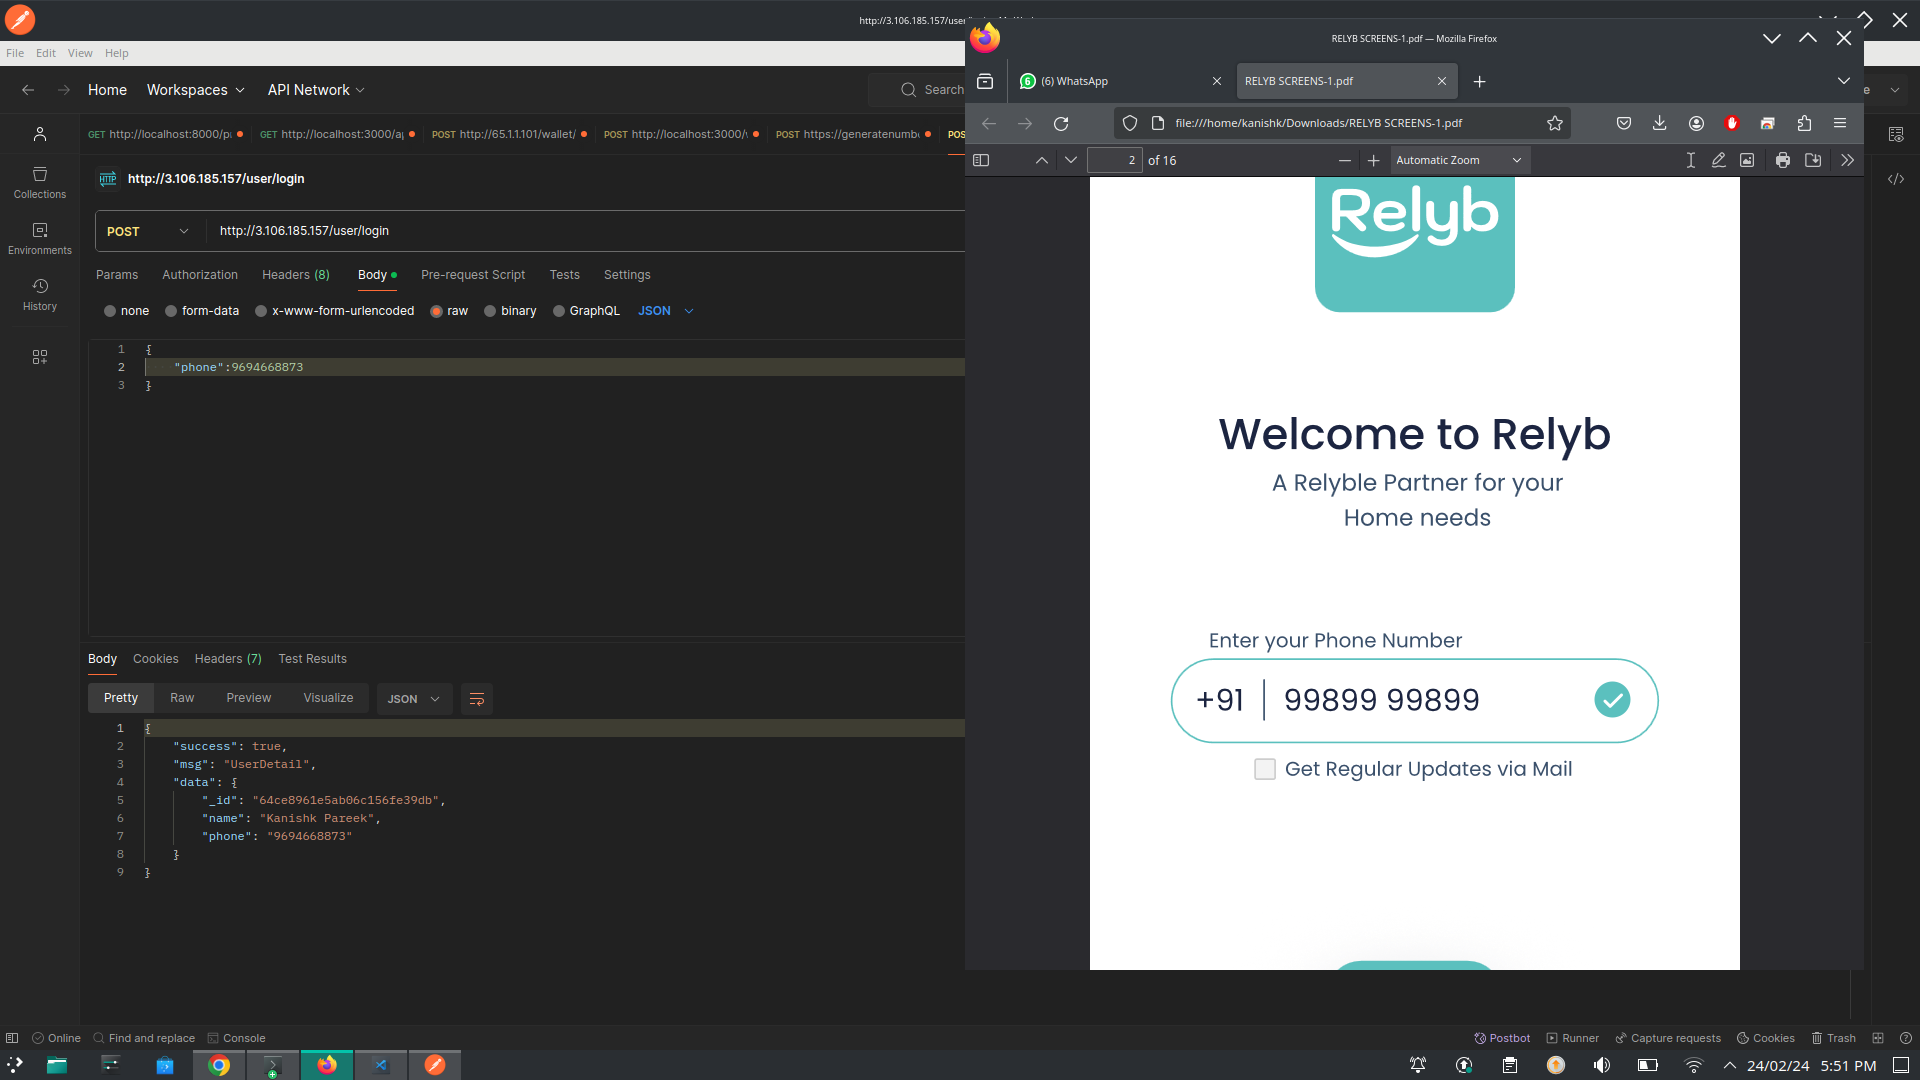 http://3.106.185.157/user
File Edit View Help
Home Workspaces API Network Search
GET http://localhost:8000/p GET http://localhost:3000/a POST http://65.1.1.101/wallet/ POST http://localhost:3000/ POST https://generatenumb POS
HTTP http://3.106.185.157/user/login
POST http://3.106.185.157/user/login
Params Authorization Headers (8) Body Pre-request Script Tests Settings
none form-data x-www-form-urlencoded raw binary GraphQL JSON
1 {
2 "phone":9694668873
3 }
Collections
Environments
History
Body Cookies Headers (7) Test Results
Pretty Raw Preview Visualize JSON
1 {
2 "success": true,
3 "msg": "UserDetail",
4 "data": {
5 "_id": "64ce8961e5ab06c156fe39db",
6 "name": "Kanishk Pareek",
7 "phone": "9694668873"
8 }
9 }
Online Find and replace Console
Postbot Runner Capture requests Cookies Trash
RELYB SCREENS-1.pdf — Mozilla Firefox
6 (6) WhatsApp RELYB SCREENS-1.pdf
file:///home/kanishk/Downloads/RELYB SCREENS-1.pdf
2 of 16 Automatic Zoom
Relyb
Welcome to Relyb
A Relyble Partner for your
Home needs
Enter your Phone Number
+91 99899 99899
Get Regular Updates via Mail
24/02/24 5:51 PM